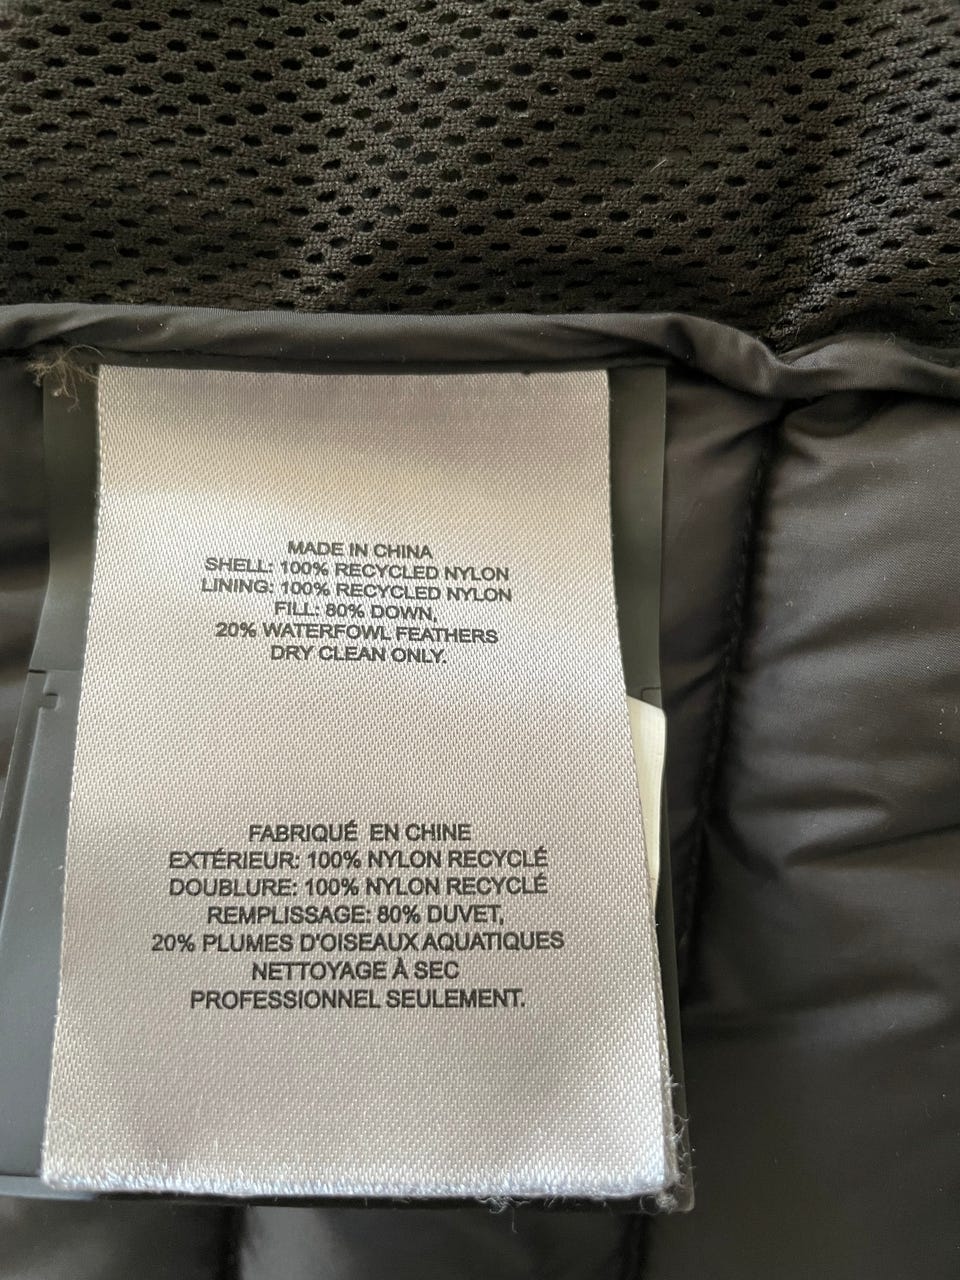 MADE IN CHINA
SHELL: 100% RECYCLED NYLON
LINING: 100% RECYCLED NYLON
FILL: 80% DOWN,
20% WATERFOWL FEATHERS
DRY CLEAN ONLY.
FABRIQUÉ EN CHINE
EXTÉRIEUR: 100% NYLON RECYCLÉ
DOUBLURE: 100% NYLON RECYCLÉ
REMPLISSAGE: 80% DUVET,
20% PLUMES D'OISEAUX AQUATIQUES
NETTOYAGE À SEC
PROFESSIONNEL SEULEMENT.